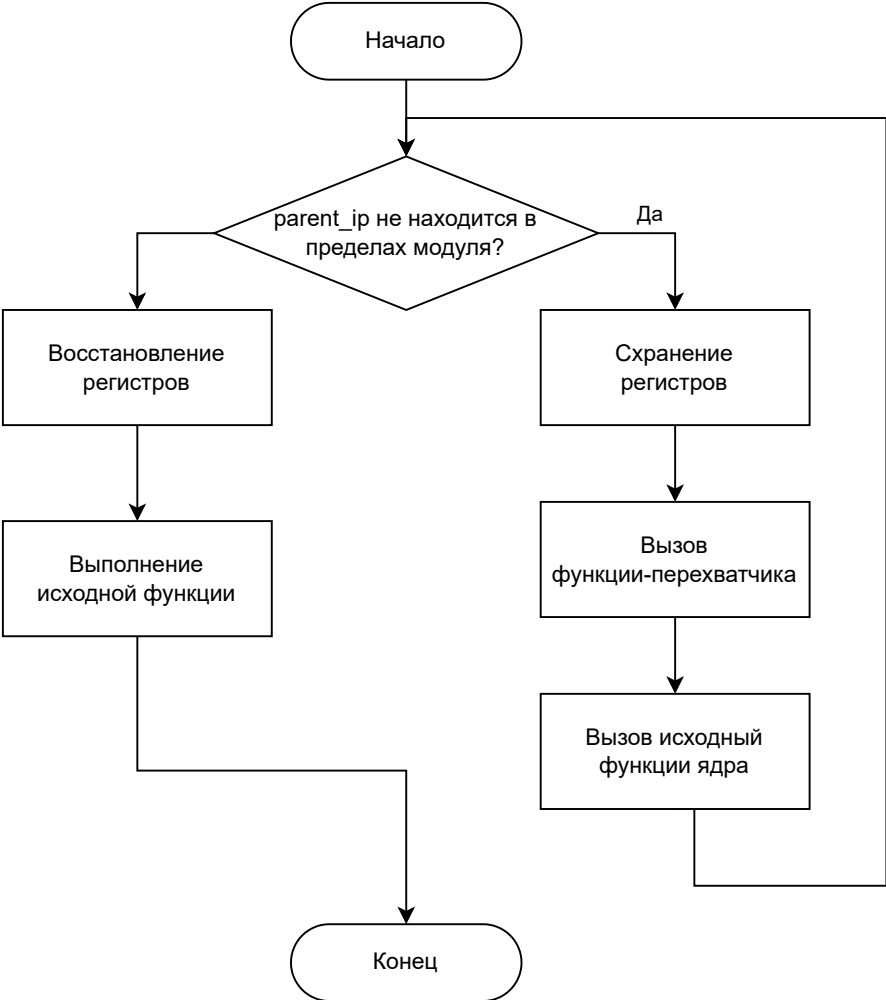 Начало
parent_ip не находится в
пределах модуля?
Да
Восстановление
регистров
Схранение
регистров
Выполнение
исходной функции
Вызов
функции-перехватчика
Вызов исходный
функции ядра
Конец